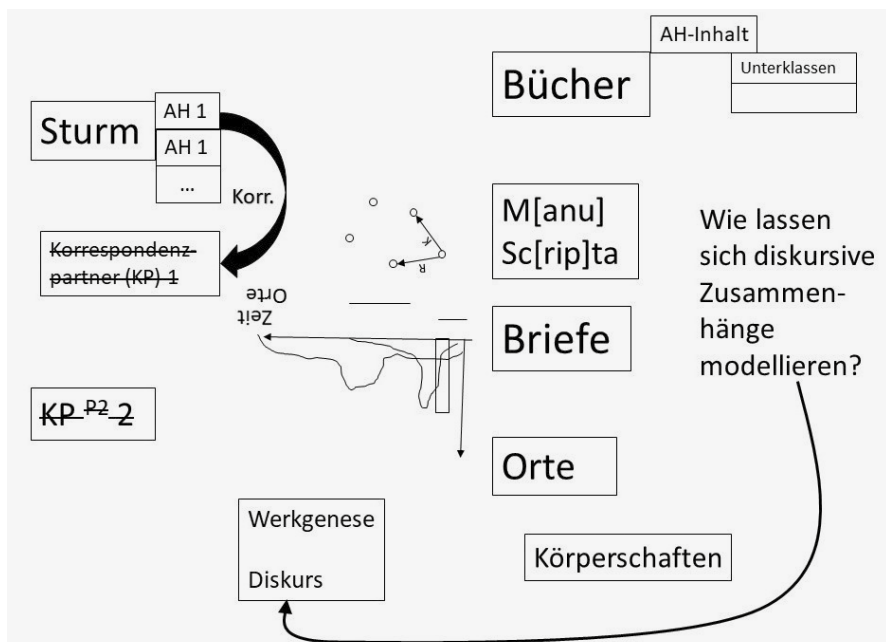 AH-Inhalt
Bücher
Unterklassen
Sturm
AH 1
AH 1
...
Korr.
Korrespondenz-
partner (KP) 1
M[anu]
Sc[rip]ta
Wie lassen
sich diskursive
Zusammen-
hänge
modellieren?
R
Zeit
Orte
Briefe
KP P2 2
Orte
Werkgenese
Diskurs
Körperschaften